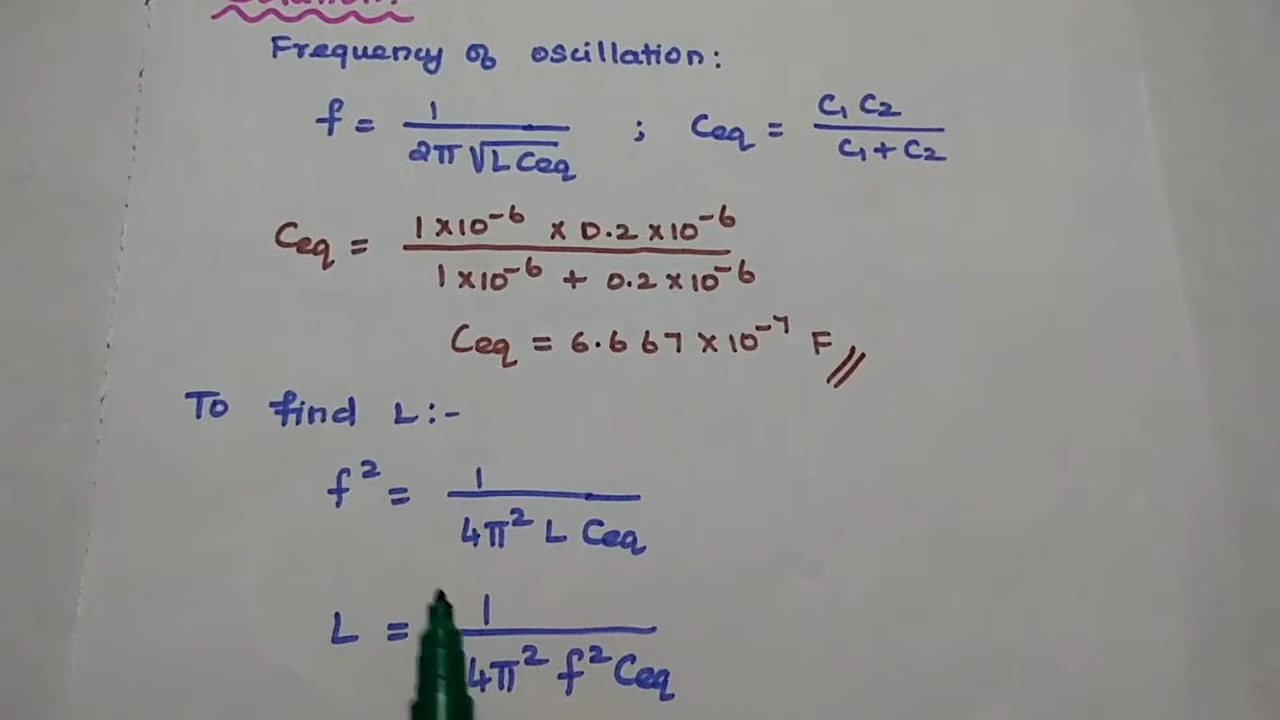 Frequency of oscillation:
f = 1 / 2π √L Ceq ; Ceq = C1 C2 / C1 + C2
Ceq = 1 × 10⁻⁶ × 0.2 × 10⁻⁶ / 1 × 10⁻⁶ + 0.2 × 10⁻⁶
Ceq = 6.667 × 10⁻⁷ F //
To find L:-
f² = 1 / 4π² L Ceq
L = 1 / 4π² f² Ceq